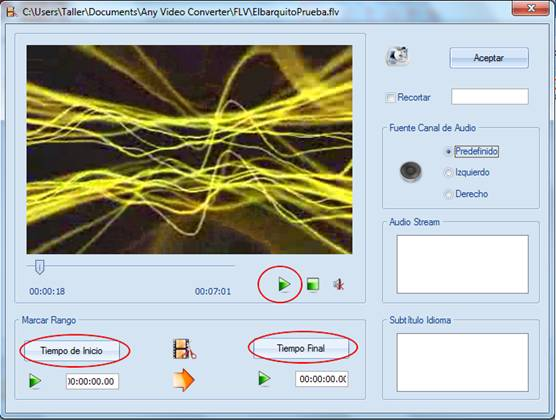 C:\Users\Taller\Documents\Any Video Converter\FLV\ElbarquitoPrueba.flv
Aceptar
Recortar
Fuente Canal de Audio
Predefinido
Izquierdo
Derecho
Audio Stream
00:00:18
00:07:01
Marcar Rango
Tiempo de Inicio
Tiempo Final
00:00:00.00
00:00:00.00
Subtítulo Idioma